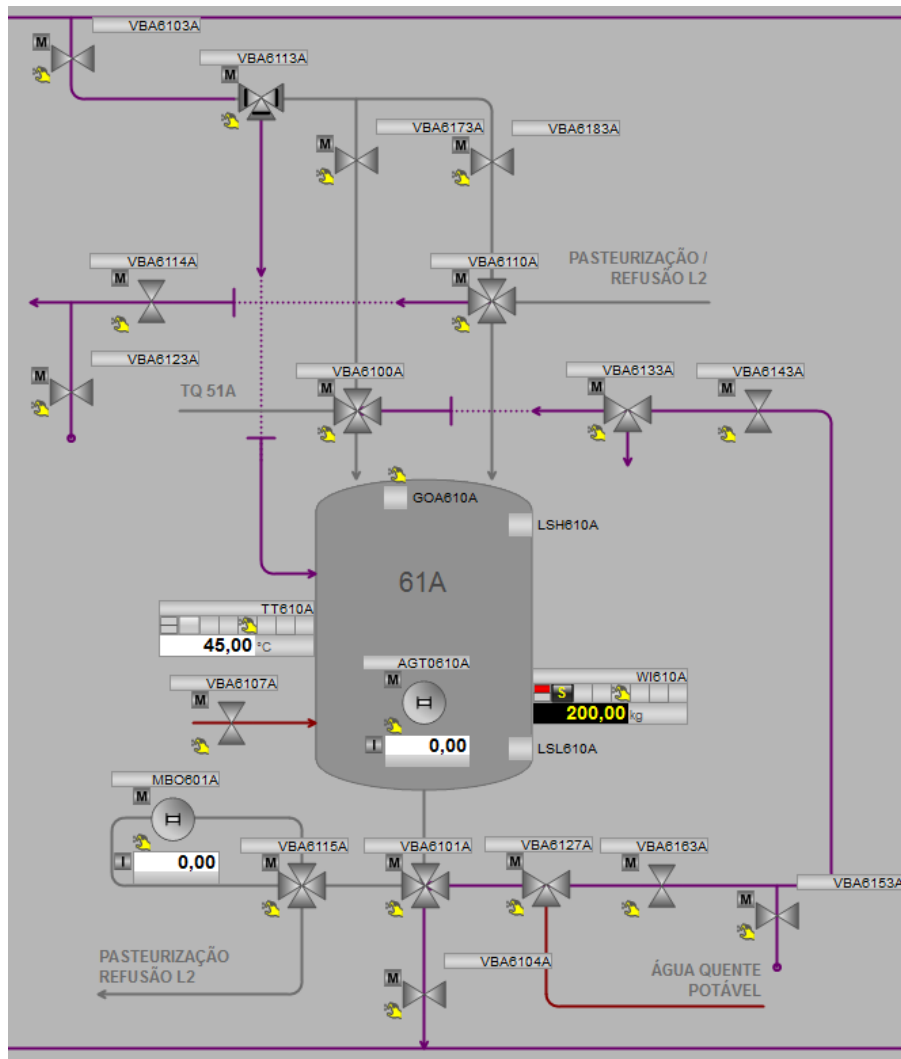 VBA6103A
M
VBA6113A
M
VBA6173A
VBA6183A
M
M
VBA6114A
M
VBA6110A
M
PASTEURIZAÇÃO /
REFUSÃO L2
VBA6123A
M
TQ 51A
VBA6100A
M
VBA6133A
M
VBA6143A
M
GOA610A
LSH610A
61A
TT610A
45,00 °C
AGT0610A
M
VBA6107A
M
WI610A
S
200,00 kg
I 0,00
LSL610A
MBO601A
M
I 0,00
VBA6115A
M
VBA6101A
M
VBA6127A
M
VBA6163A
M
VBA6153A
M
PASTEURIZAÇÃO
REFUSÃO L2
VBA6104A
M
ÁGUA QUENTE
POTÁVEL